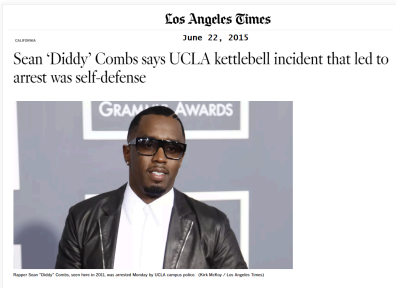 Los Angeles Times
June 22, 2015
CALIFORNIA
Sean ‘Diddy’ Combs says UCLA kettlebell incident that led to
arrest was self-defense
GRAMMY AWARDS
Rapper Sean "Diddy" Combs, seen here in 2011, was arrested Monday by UCLA campus police. (Kirk McKoy / Los Angeles Times)